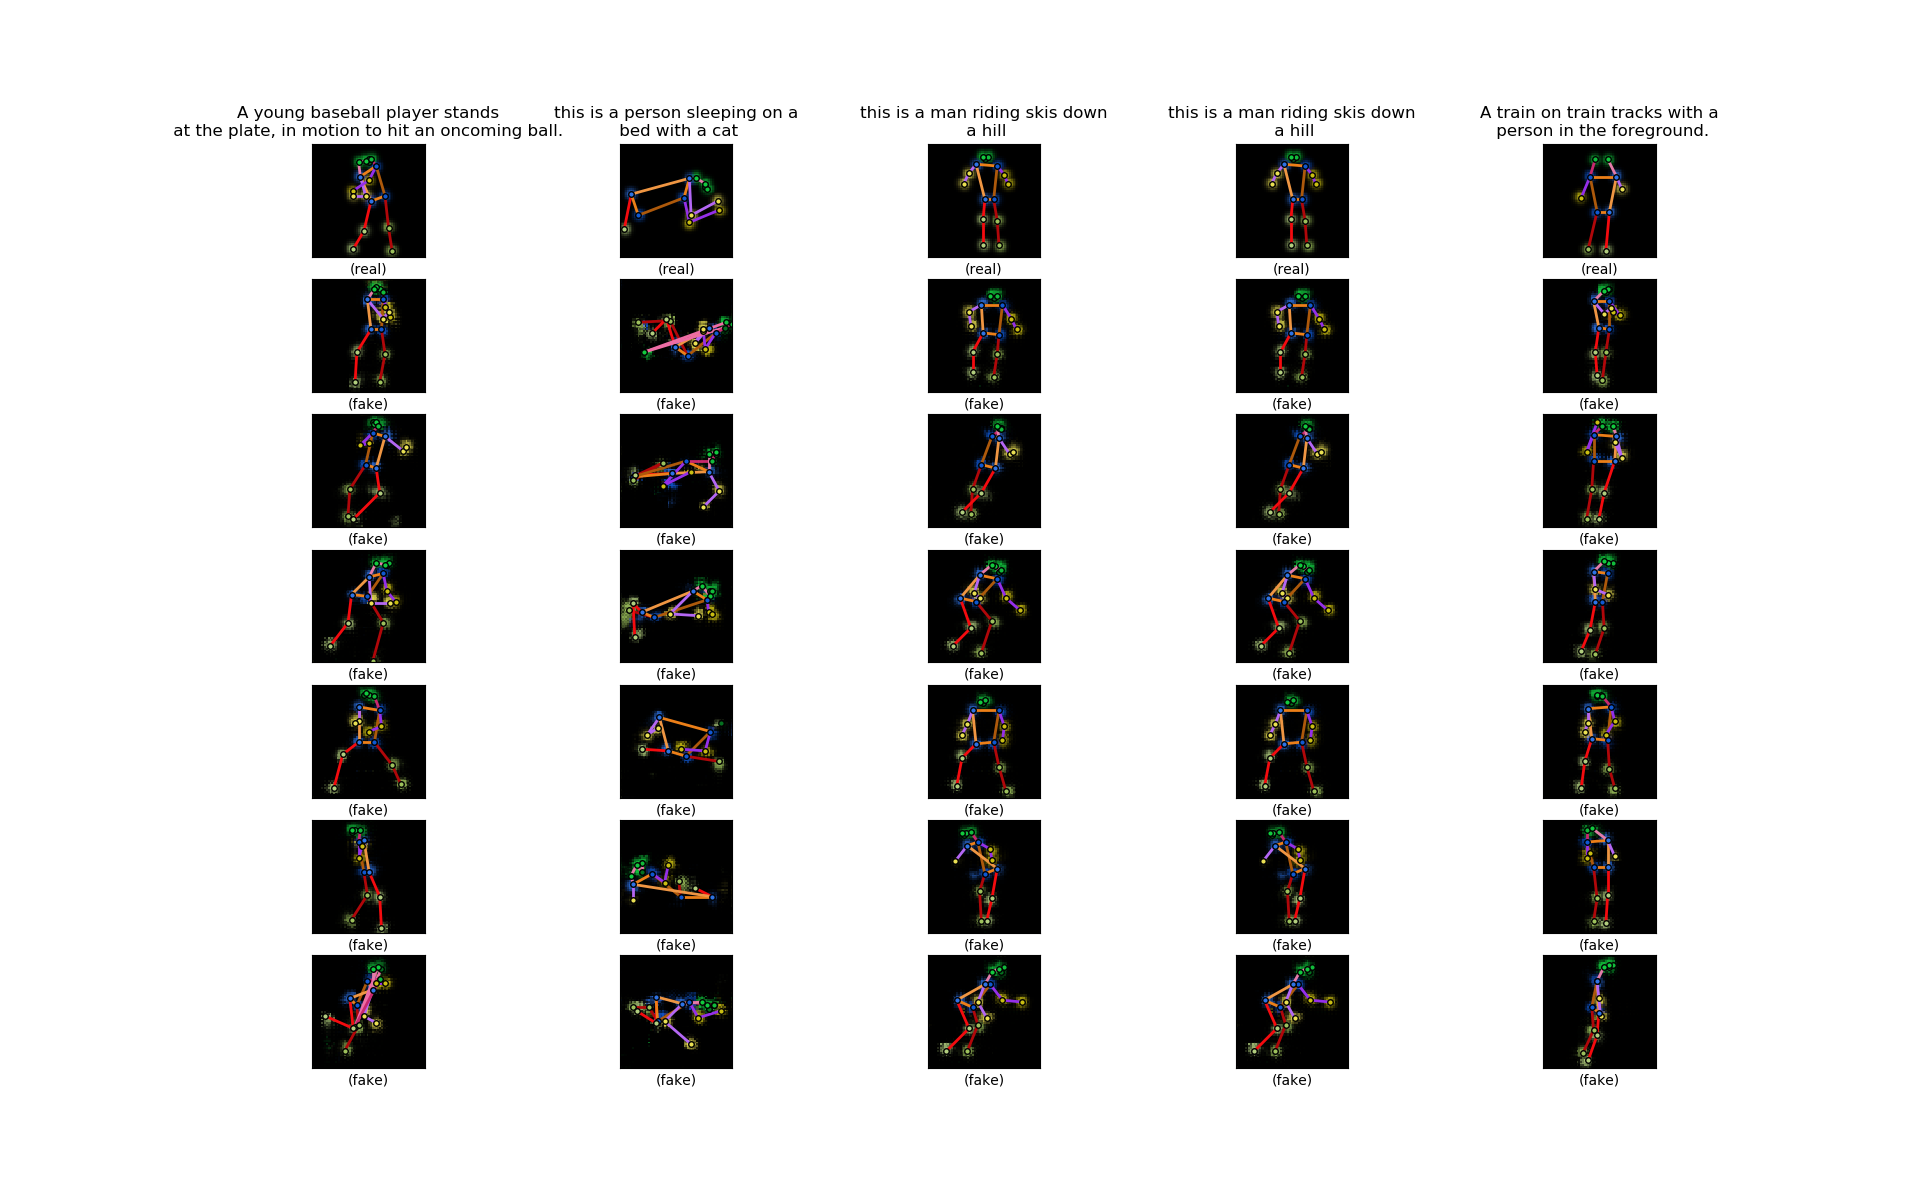 A young baseball player stands
at the plate, in motion to hit an oncoming ball.
this is a person sleeping on a
bed with a cat
this is a man riding skis down
a hill
this is a man riding skis down
a hill
A train on train tracks with a
person in the foreground.
(real) (real) (real) (real) (real)
(fake) (fake) (fake) (fake) (fake)
(fake) (fake) (fake) (fake) (fake)
(fake) (fake) (fake) (fake) (fake)
(fake) (fake) (fake) (fake) (fake)
(fake) (fake) (fake) (fake) (fake)
(fake) (fake) (fake) (fake) (fake)